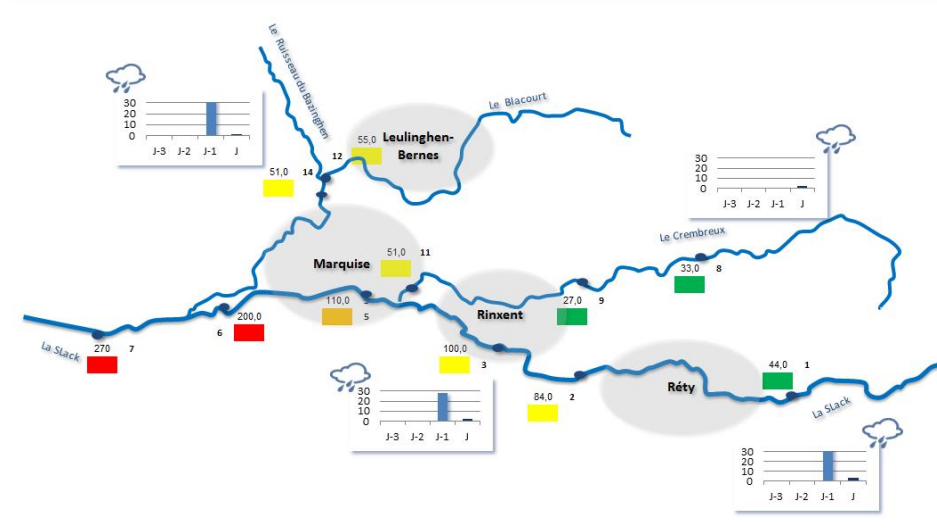 Le Ruisseau du Bazinghen
30
20
10
0
J-3 J-2 J-1 J
Le Blacourt
Leulinghen-
Bernes
55,0
12
51,0 14
30
20
10
0
J-3 J-2 J-1 J
Le Crembreux
33,0 8
Marquise
51,0 11
27,0 9
Rinxent
110,0
5
200,0
6
270 7
La SLack
100,0
3
84,0 2
Réty
44,0 1
La SLack
30
20
10
0
J-3 J-2 J-1 J
30
20
10
0
J-3 J-2 J-1 J